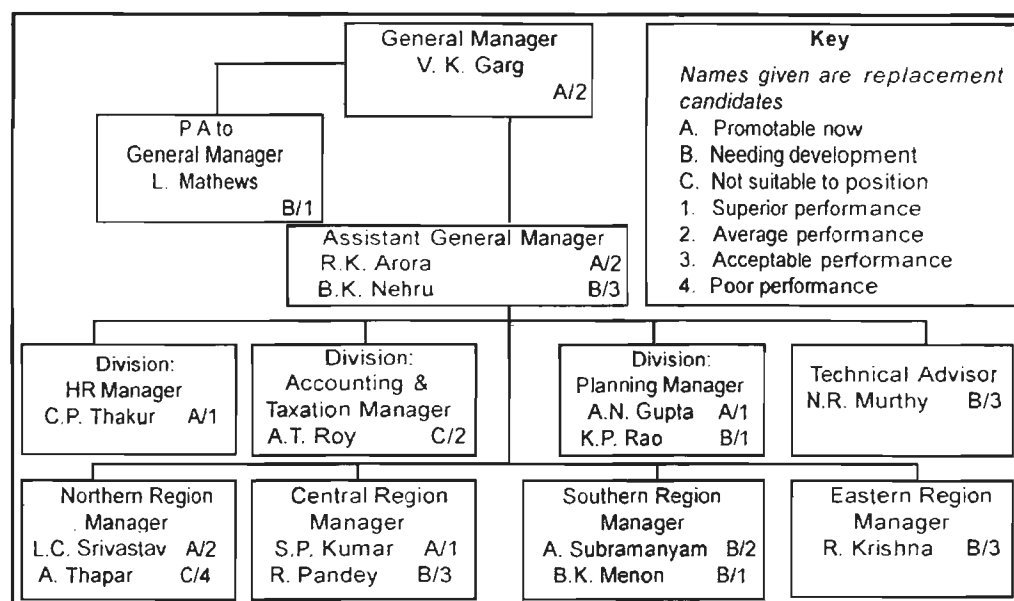 General Manager
V. K. Garg
A/2
Key
Names given are replacement
candidates
A. Promotable now
B. Needing development
C. Not suitable to position
1. Superior performance
2. Average performance
3. Acceptable performance
4. Poor performance
P A to
General Manager
L. Mathews
B/1
Assistant General Manager
R.K. Arora A/2
B.K. Nehru B/3
Division:
HR Manager
C.P. Thakur A/1
Division:
Accounting &
Taxation Manager
A.T. Roy C/2
Division:
Planning Manager
A.N. Gupta A/1
K.P. Rao B/1
Technical Advisor
N.R. Murthy B/3
Northern Region
Manager
L.C. Srivastav A/2
A. Thapar C/4
Central Region
Manager
S.P. Kumar A/1
R. Pandey B/3
Southern Region
Manager
A. Subramanyam B/2
B.K. Menon B/1
Eastern Region
Manager
R. Krishna B/3